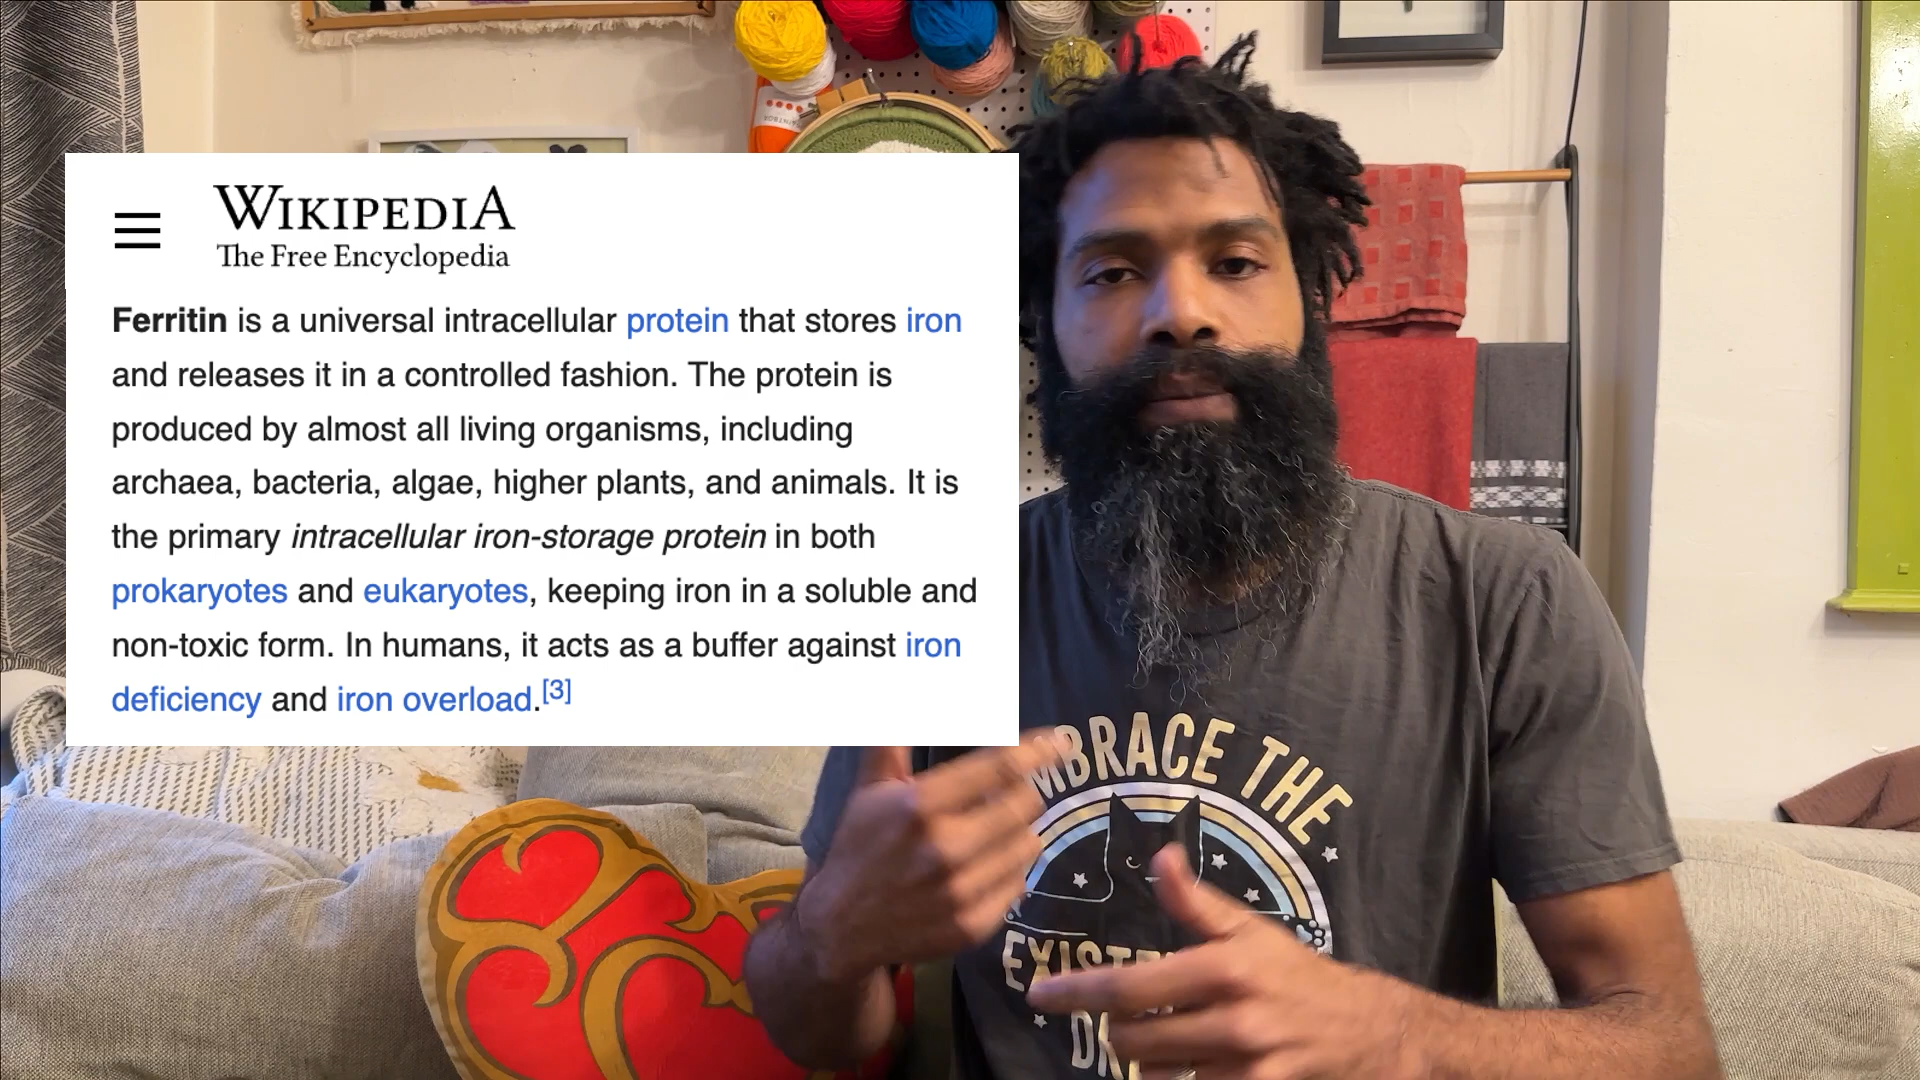 WIKIPEDIA
The Free Encyclopedia
Ferritin is a universal intracellular protein that stores iron
and releases it in a controlled fashion. The protein is
produced by almost all living organisms, including
archaea, bacteria, algae, higher plants, and animals. It is
the primary intracellular iron-storage protein in both
prokaryotes and eukaryotes, keeping iron in a soluble and
non-toxic form. In humans, it acts as a buffer against iron
deficiency and iron overload.[3]
THE